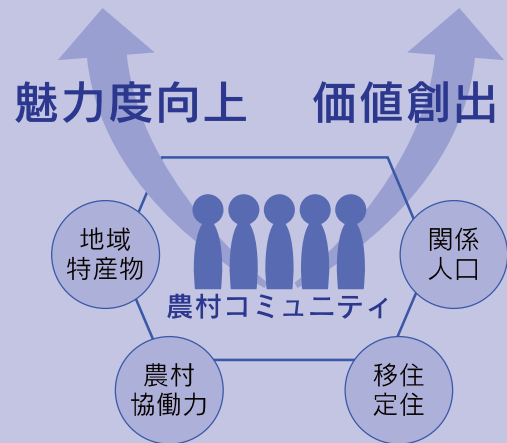 魅力度向上
価値創出
地域
特産物
関係
人口
農村コミュニティ
農村
協働力
移住
定住